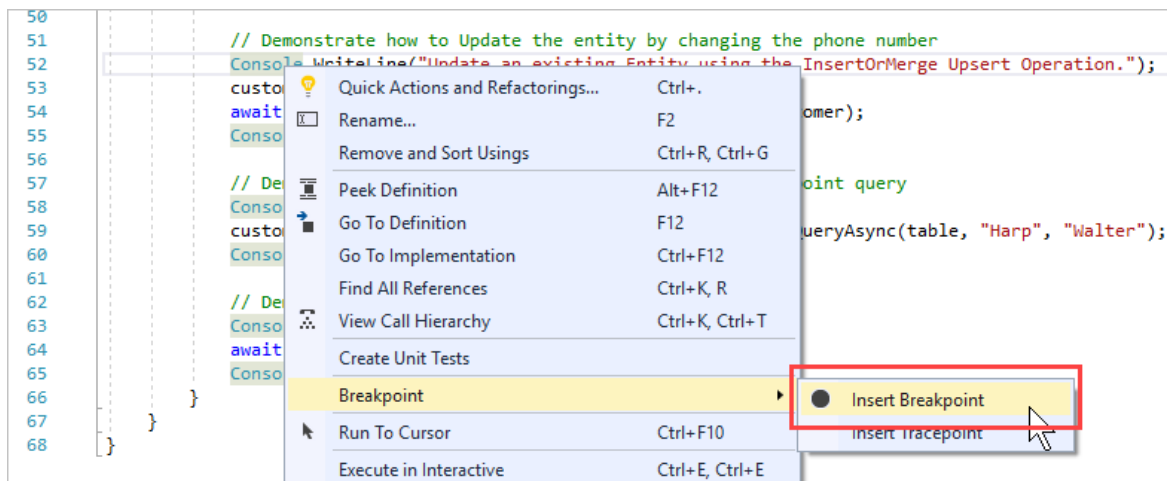 50
51 // Demonstrate how to Update the entity by changing the phone number
52 Console.WriteLine("Update an existing Entity using the InsertOrMerge Upsert Operation.");
53 custo
Quick Actions and Refactorings... Ctrl+.
54 await omer);
Rename... F2
55 Conso
Remove and Sort Usings Ctrl+R, Ctrl+G
56
57 // De oint query
Peek Definition Alt+F12
58 Conso
Go To Definition F12
59 custo ueryAsync(table, "Harp", "Walter");
60 Conso
Go To Implementation Ctrl+F12
61
Find All References Ctrl+K, R
62 // De
63 Conso
View Call Hierarchy Ctrl+K, Ctrl+T
64 await
Create Unit Tests
65 Conso
66 }
Breakpoint Insert Breakpoint
67 }
Run To Cursor Ctrl+F10 Insert Tracepoint
68 }
Execute in Interactive Ctrl+E, Ctrl+E